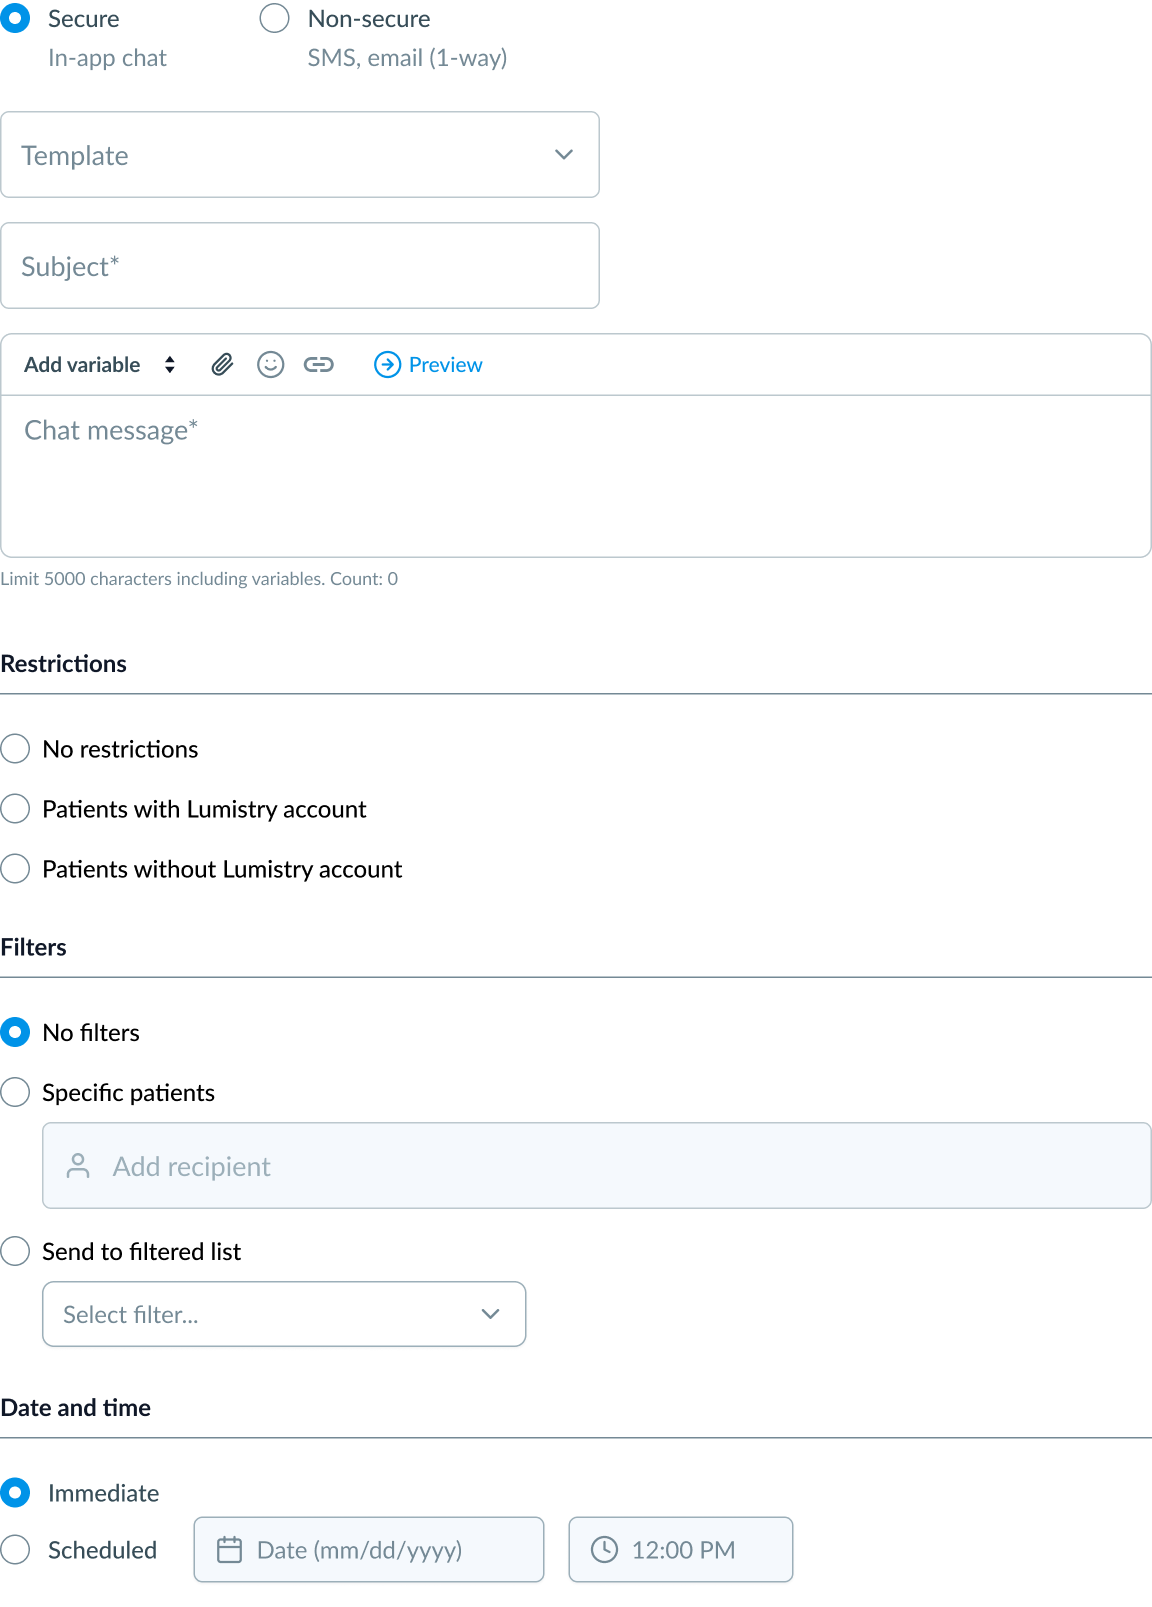 Secure
Non-secure
In-app chat
SMS, email (1-way)
Template
Subject*
Add variable
Preview
Chat message*
Limit 5000 characters including variables. Count: 0
Restrictions
No restrictions
Patients with Lumistry account
Patients without Lumistry account
Filters
No filters
Specific patients
Add recipient
Send to filtered list
Select filter...
Date and time
Immediate
Scheduled
Date (mm/dd/yyyy)
12:00 PM